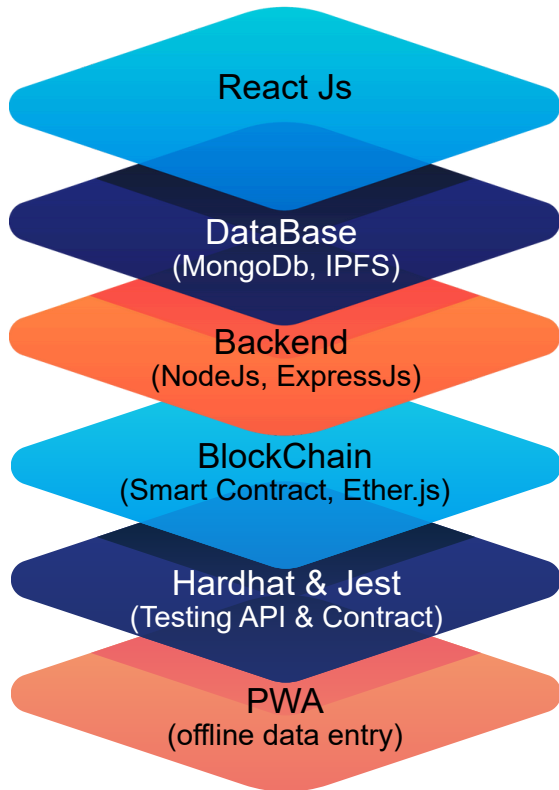 React Js
DataBase
(MongoDb, IPFS)
Backend
(NodeJs, ExpressJs)
BlockChain
(Smart Contract, Ether.js)
Hardhat & Jest
(Testing API & Contract)
PWA
(offline data entry)